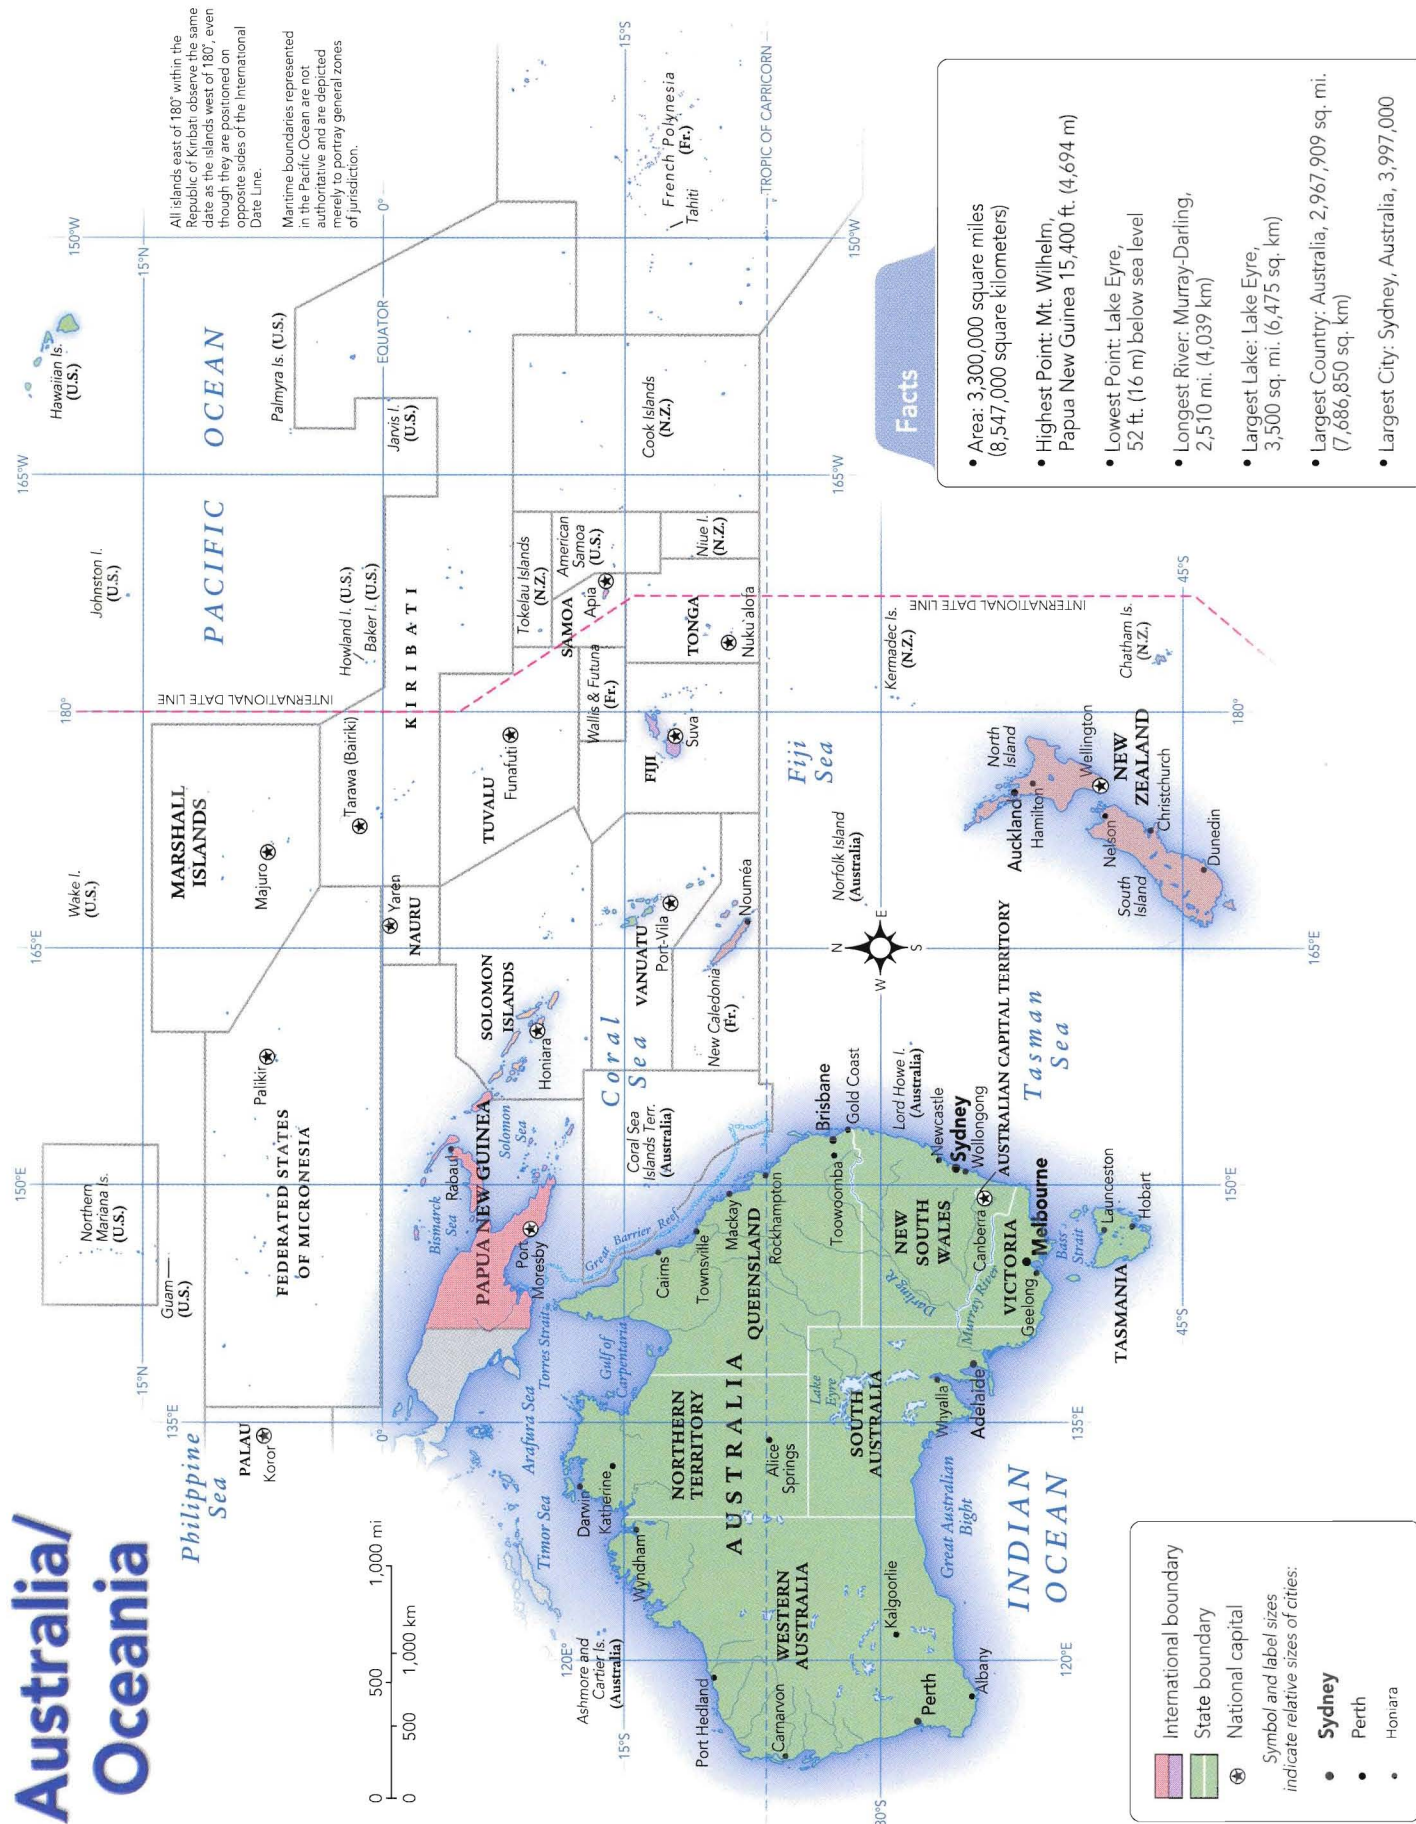 Australia/
Oceania
All islands east of 180° within the
Republic of Kiribati observe the same
date as the islands west of 180°, even
though they are positioned on
opposite sides of the International
Date Line.
Maritime boundaries represented
in the Pacific Ocean are not
authoritative and are depicted
merely to portray general zones
of jurisdiction.
135°E
150°E
165°E
180°
165°W
150°W
Northern
Mariana Is.
(U.S.)
Wake I.
(U.S.)
Johnston I.
(U.S.)
Hawaiian Is.
(U.S.)
15°N
15°N
Guam
(U.S.)
Philippine
Sea
PACIFIC OCEAN
INTERNATIONAL DATE LINE
MARSHALL
ISLANDS
Majuro
Palikir
PALAU
Koror
FEDERATED STATES
OF MICRONESIA
Palmyra Is. (U.S.)
Howland I. (U.S.)
Baker I. (U.S.)
Tarawa (Bairiki)
0°
EQUATOR
0°
Jarvis I.
(U.S.)
Yaren
NAURU
KIRIBATI
0 500 1,000 mi
0 500 1,000 km
Bismarck
Sea
Rabaul
PAPUA NEW GUINEA
Solomon
Sea
Port
Moresby
SOLOMON
ISLANDS
Honiara
TUVALU
Funafuti
Tokelau Islands
(N.Z.)
SAMOA
Apia
American
Samoa
(U.S.)
Wallis & Futuna
(Fr.)
Cook Islands
(N.Z.)
French Polynesia
(Fr.)
Tahiti
Arafura Sea
Torres Strait
Timor Sea
Ashmore and
Cartier Is.
(Australia)
120E°
15°S
15°S
Coral
Sea
Coral Sea
Islands Terr.
(Australia)
Great Barrier Reef
Gulf of
Carpentaria
VANUATU
Port-Vila
New Caledonia
(Fr.)
Nouméa
FIJI
Suva
TONGA
Nuku'alofa
Niue I.
(N.Z.)
TROPIC OF CAPRICORN
Darwin
Katherine
Wyndham
Cairns
Townsville
Mackay
Rockhampton
Port Hedland
NORTHERN
TERRITORY
QUEENSLAND
AUSTRALIA
Alice
Springs
Carnarvon
WESTERN
AUSTRALIA
SOUTH
AUSTRALIA
Lake
Eyre
Toowoomba
Brisbane
Gold Coast
Fiji
Sea
Norfolk Island
(Australia)
150°W
165°W
N
W
E
S
Kermadec Is.
(N.Z.)
INTERNATIONAL DATE LINE
30°S
Kalgoorlie
Perth
Albany
Great Australian
Bight
Whyalla
Adelaide
Darling R.
Murray River
NEW
SOUTH
WALES
Canberra
Lord Howe I.
(Australia)
Newcastle
Sydney
Wollongong
AUSTRALIAN CAPITAL TERRITORY
VICTORIA
Geelong
Melbourne
Bass
Strait
Launceston
Hobart
TASMANIA
Tasman
Sea
INDIAN
OCEAN
North
Island
Auckland
Hamilton
Wellington
NEW
ZEALAND
Nelson
Christchurch
South
Island
Dunedin
Chatham Is.
(N.Z.)
120°E
135°E
45°S
150°E
165°E
45°S
180°
International boundary
State boundary
National capital
Symbol and label sizes
indicate relative sizes of cities:
Sydney
Perth
Honiara
Facts
• Area: 3,300,000 square miles
(8,547,000 square kilometers)
• Highest Point: Mt. Wilhelm,
Papua New Guinea 15,400 ft. (4,694 m)
• Lowest Point: Lake Eyre,
52 ft. (16 m) below sea level
• Longest River: Murray-Darling,
2,510 mi. (4,039 km)
• Largest Lake: Lake Eyre,
3,500 sq. mi. (6,475 sq. km)
• Largest Country: Australia, 2,967,909 sq. mi.
(7,686,850 sq. km)
• Largest City: Sydney, Australia, 3,997,000